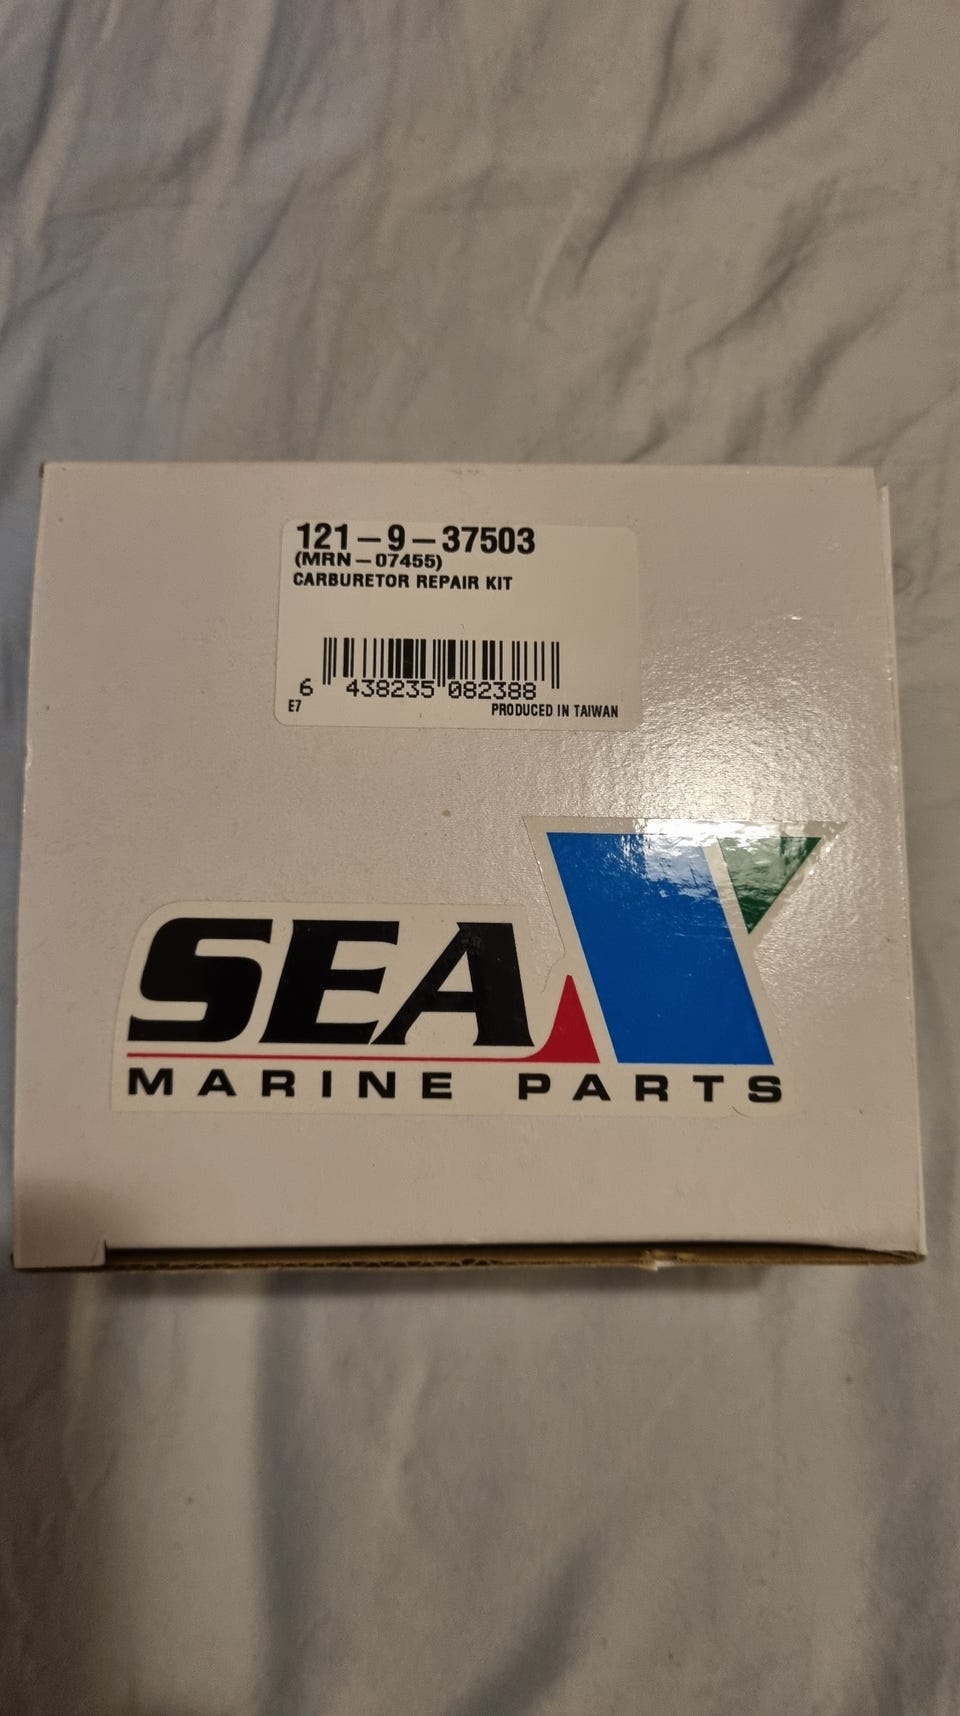 121-9-37503
(MRN-07455)
CARBURETOR REPAIR KIT
6 438235 082388
E7 PRODUCED IN TAIWAN
SEA
MARINE PARTS